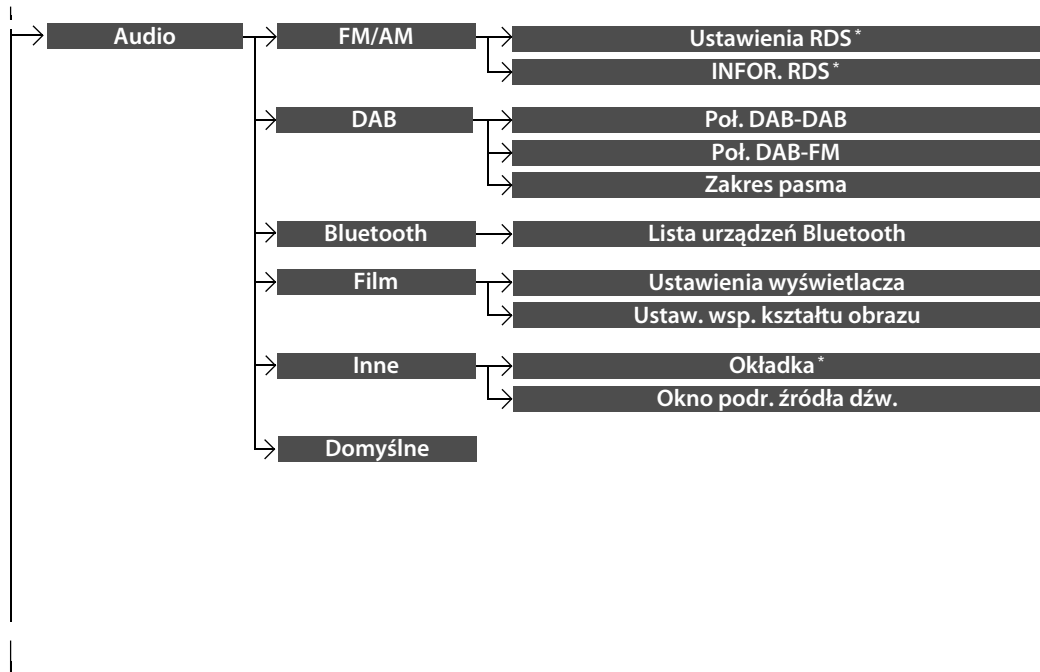 Audio
FM/AM
Ustawienia RDS*
INFOR. RDS*
DAB
Poł. DAB-DAB
Poł. DAB-FM
Zakres pasma
Bluetooth
Lista urządzeń Bluetooth
Film
Ustawienia wyświetlacza
Ustaw. wsp. kształtu obrazu
Inne
Okładka*
Okno podr. źródła dźw.
Domyślne